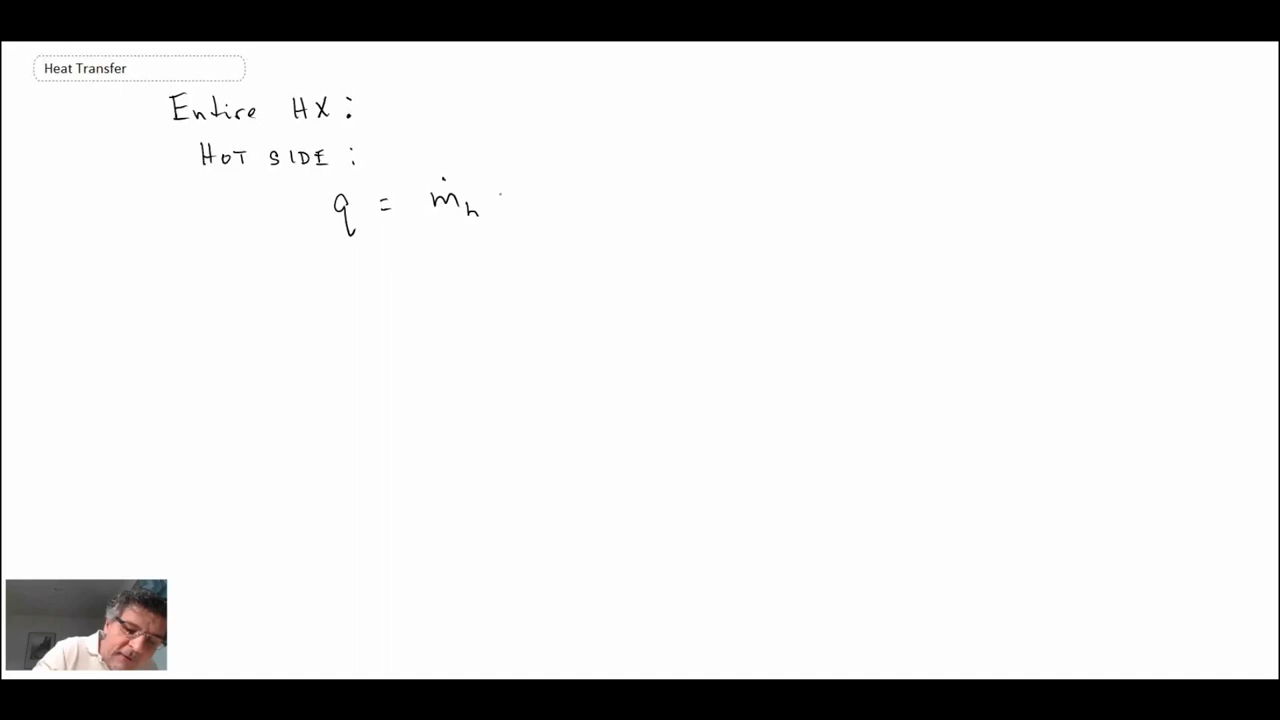 Heat Transfer
Entire HX:
HOT SIDE:
q = ṁₕ